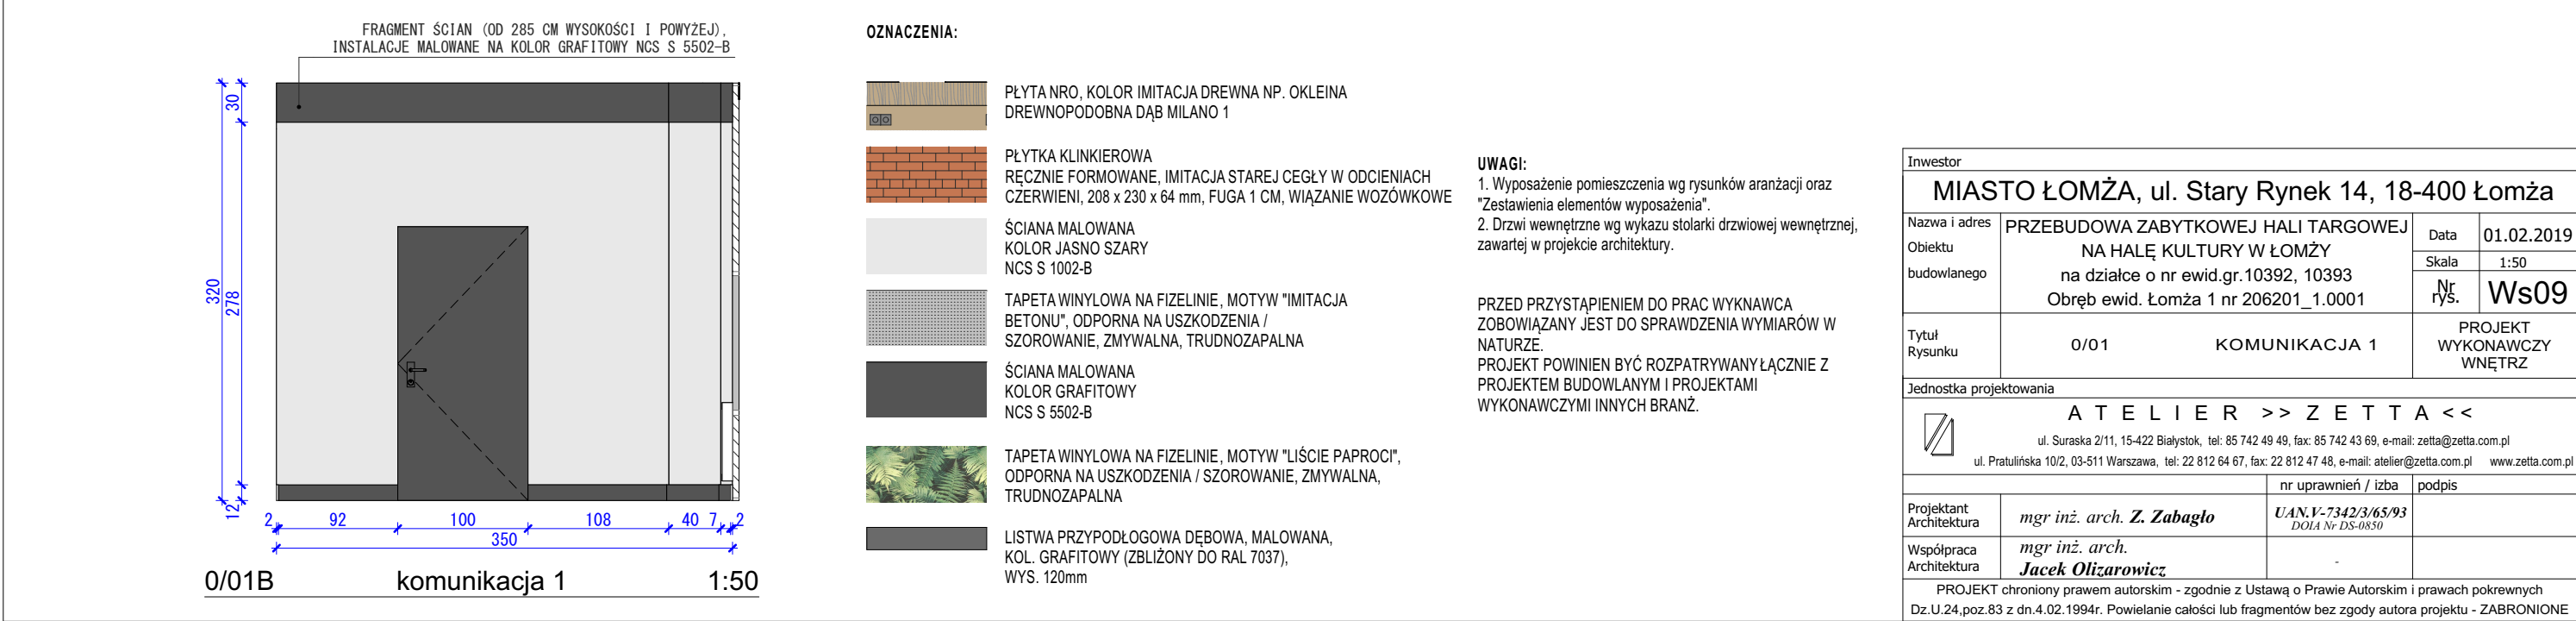 FRAGMENT ŚCIAN (OD 285 CM WYSOKOŚCI I POWYŻEJ),
INSTALACJE MALOWANE NA KOLOR GRAFITOWY NCS S 5502-B
30
320
278
12
2
92
100
108
40
7
2
350
0/01B komunikacja 1 1:50
OZNACZENIA:
PŁYTA NRO, KOLOR IMITACJA DREWNA NP. OKLEINA
DREWNOPODOBNA DĄB MILANO 1
PŁYTKA KLINKIEROWA
RĘCZNIE FORMOWANE, IMITACJA STAREJ CEGŁY W ODCIENIACH
CZERWIENI, 208 x 230 x 64 mm, FUGA 1 CM, WIĄZANIE WOZÓWKOWE
ŚCIANA MALOWANA
KOLOR JASNO SZARY
NCS S 1002-B
TAPETA WINYLOWA NA FIZELINIE, MOTYW "IMITACJA
BETONU", ODPORNA NA USZKODZENIA /
SZOROWANIE, ZMYWALNA, TRUDNOZAPALNA
ŚCIANA MALOWANA
KOLOR GRAFITOWY
NCS S 5502-B
TAPETA WINYLOWA NA FIZELINIE, MOTYW "LIŚCIE PAPROCI",
ODPORNA NA USZKODZENIA / SZOROWANIE, ZMYWALNA,
TRUDNOZAPALNA
LISTWA PRZYPODŁOGOWA DĘBOWA, MALOWANA,
KOL. GRAFITOWY (ZBLIŻONY DO RAL 7037),
WYS. 120mm
UWAGI:
1. Wyposażenie pomieszczenia wg rysunków aranżacji oraz
"Zestawienia elementów wyposażenia".
2. Drzwi wewnętrzne wg wykazu stolarki drzwiowej wewnętrznej,
zawartej w projekcie architektury.
PRZED PRZYSTĄPIENIEM DO PRAC WYKNAWCA
ZOBOWIĄZANY JEST DO SPRAWDZENIA WYMIARÓW W
NATURZE.
PROJEKT POWINIEN BYĆ ROZPATRYWANY ŁĄCZNIE Z
PROJEKTEM BUDOWLANYM I PROJEKTAMI
WYKONAWCZYMI INNYCH BRANŻ.
Inwestor
MIASTO ŁOMŻA, ul. Stary Rynek 14, 18-400 Łomża
Nazwa i adres
Obiektu
budowlanego
PRZEBUDOWA ZABYTKOWEJ HALI TARGOWEJ
NA HALĘ KULTURY W ŁOMŻY
na działce o nr ewid.gr.10392, 10393
Obręb ewid. Łomża 1 nr 206201_1.0001
Data 01.02.2019
Skala 1:50
Nr
rys.
Ws09
Tytuł
Rysunku
0/01 KOMUNIKACJA 1
PROJEKT
WYKONAWCZY
WNĘTRZ
Jednostka projektowania
ATELIER >> ZETTA <<
ul. Suraska 2/11, 15-422 Białystok, tel: 85 742 49 49, fax: 85 742 43 69, e-mail: zetta@zetta.com.pl
ul. Pratulińska 10/2, 03-511 Warszawa, tel: 22 812 64 67, fax: 22 812 47 48, e-mail: atelier@zetta.com.pl www.zetta.com.pl
nr uprawnień / izba podpis
Projektant
Architektura
mgr inż. arch. Z. Zabagło
UAN.V-7342/3/65/93
DOIA Nr DS-0850
Współpraca
Architektura
mgr inż. arch.
Jacek Olizarowicz
-
PROJEKT chroniony prawem autorskim - zgodnie z Ustawą o Prawie Autorskim i prawach pokrewnych
Dz.U.24,poz.83 z dn.4.02.1994r. Powielanie całości lub fragmentów bez zgody autora projektu - ZABRONIONE